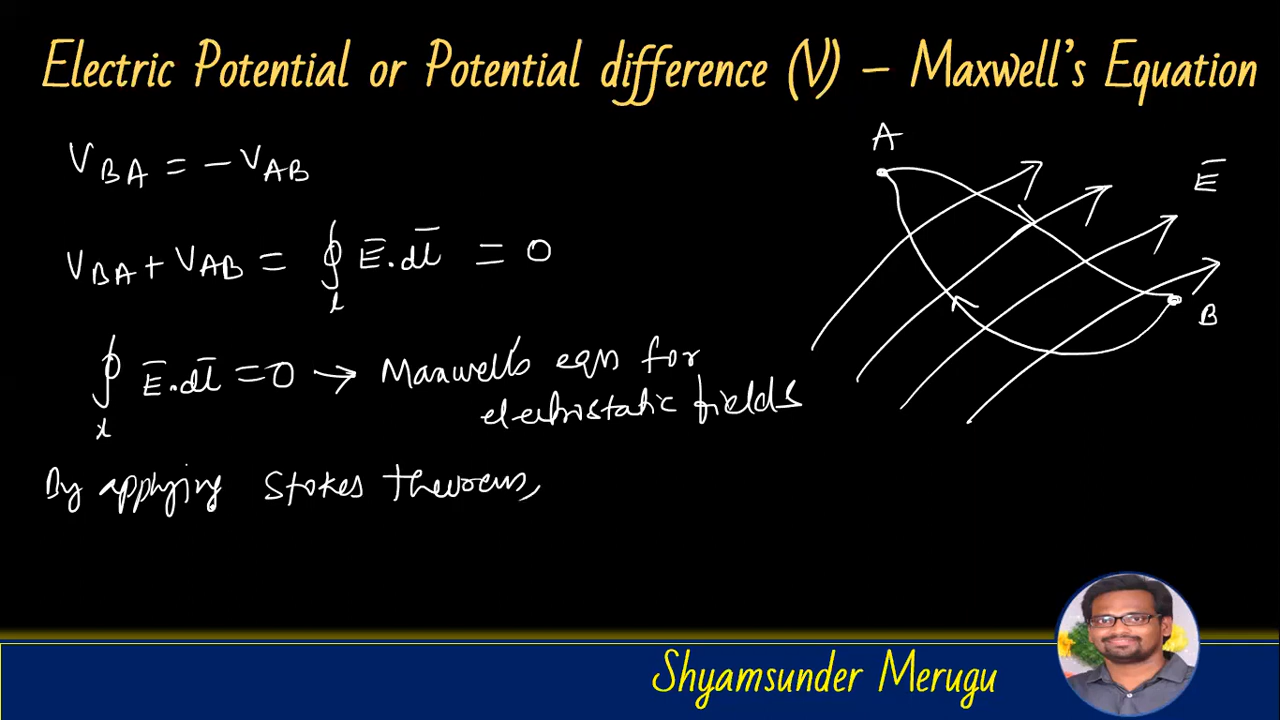 Electric Potential or Potential difference (V) – Maxwell's Equation
V_BA = -V_AB
V_BA + V_AB = ∮_l Ē.dl̄ = 0
∮_l Ē.dl̄ = 0 → Maxwell's eqn for
electrostatic fields
By applying Stokes theorem,
A
Ē
B
Shyamsunder Merugu